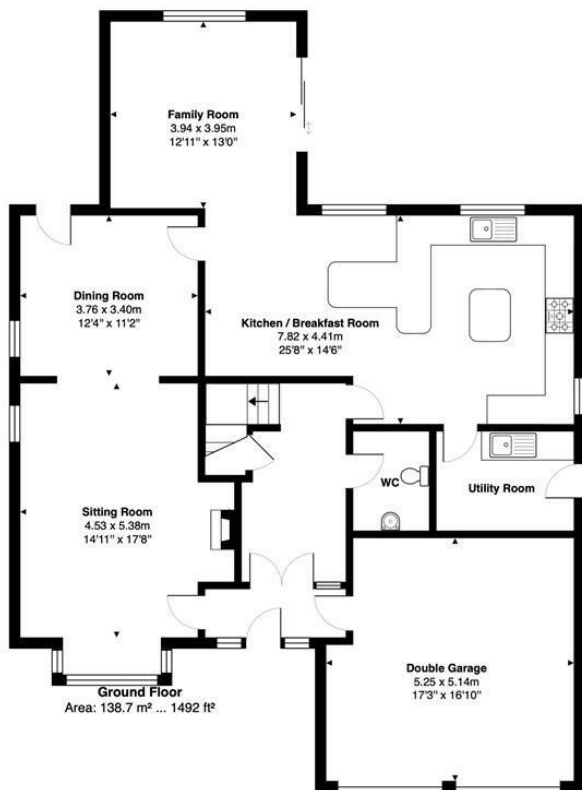 Family Room
3.94 x 3.95m
12'11" x 13'0"
Dining Room
3.76 x 3.40m
12'4" x 11'2"
Kitchen / Breakfast Room
7.82 x 4.41m
25'8" x 14'6"
Sitting Room
4.53 x 5.38m
14'11" x 17'8"
WC
Utility Room
Double Garage
5.25 x 5.14m
17'3" x 16'10"
Ground Floor
Area: 138.7 m² ... 1492 ft²